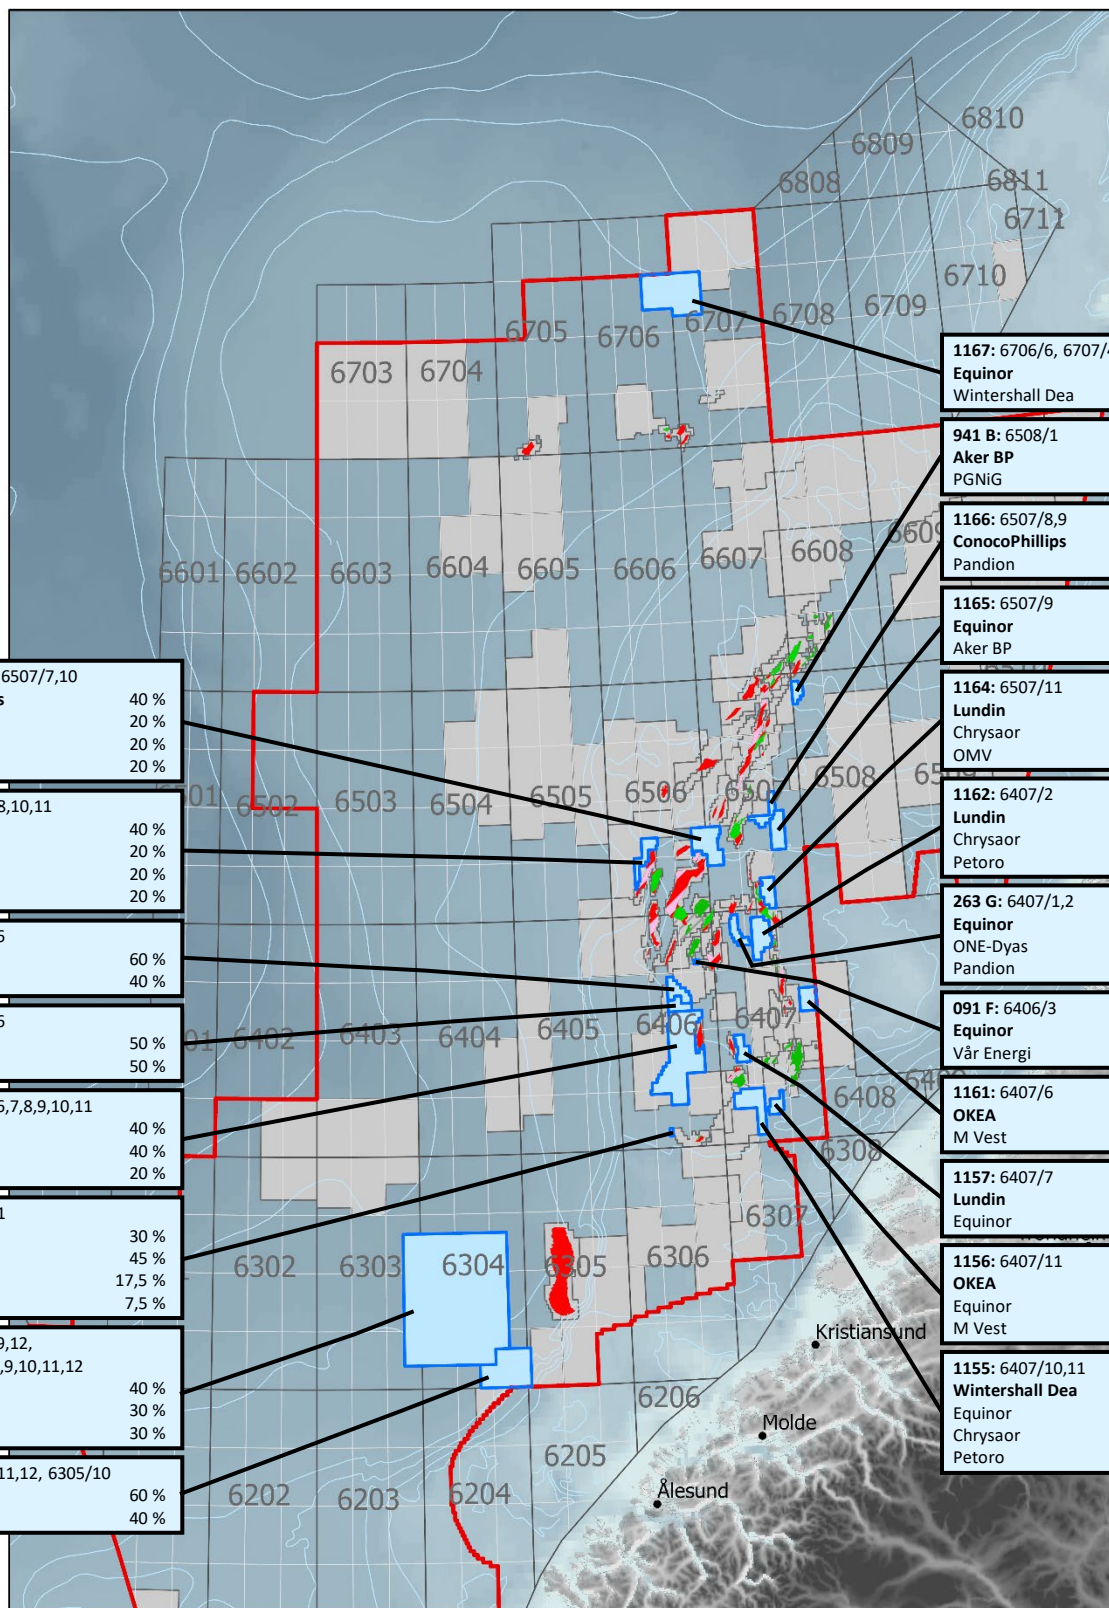 6810
6809
6808
6811
6711
6710
6709
6708
6707
6706
6705
6703
6704
1167: 6706/6, 6707/4
Equinor
Wintershall Dea
941 B: 6508/1
Aker BP
PGNiG
1166: 6507/8,9
ConocoPhillips
Pandion
1165: 6507/9
Equinor
Aker BP
1164: 6507/11
Lundin
Chrysaor
OMV
1162: 6407/2
Lundin
Chrysaor
Petoro
263 G: 6407/1,2
Equinor
ONE-Dyas
Pandion
091 F: 6406/3
Equinor
Vår Energi
1161: 6407/6
OKEA
M Vest
1157: 6407/7
Lundin
Equinor
1156: 6407/11
OKEA
Equinor
M Vest
1155: 6407/10,11
Wintershall Dea
Equinor
Chrysaor
Petoro
6601
6602
6603
6604
6605
6606
6607
6608
6609
6507/7,10
s
40 %
20 %
20 %
20 %
8,10,11
40 %
20 %
20 %
20 %
6502
6503
6504
6505
6506
6508
60 %
40 %
50 %
50 %
6402
6403
6404
6405
6406
6407
6408
6,7,8,9,10,11
40 %
40 %
20 %
1
30 %
45 %
17,5 %
7,5 %
6302
6303
6304
6305
6306
6307
6308
9,12,
,9,10,11,12
40 %
30 %
30 %
11,12, 6305/10
60 %
40 %
6202
6203
6204
6205
6206
Kristiansund
Molde
Ålesund